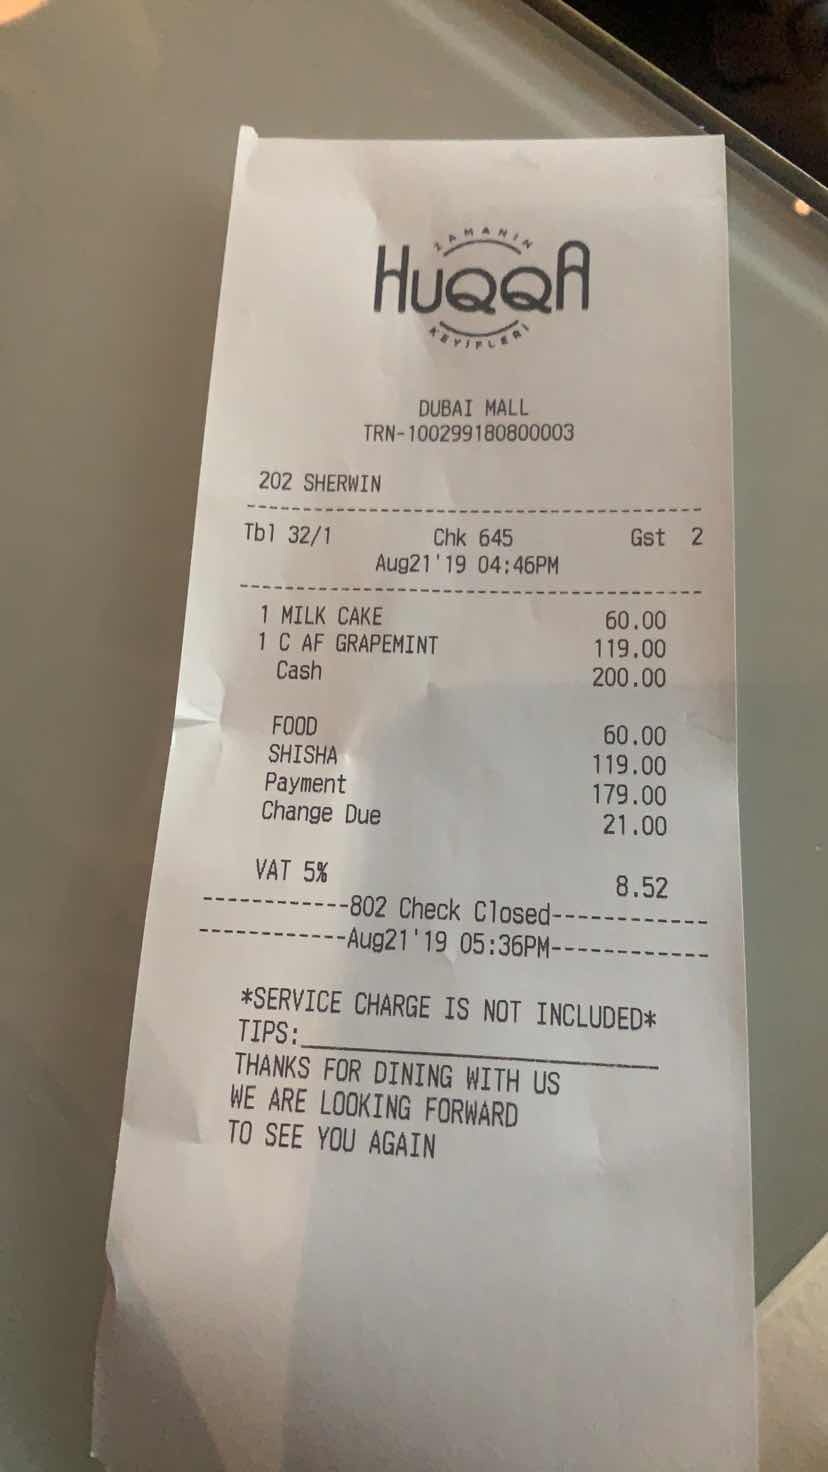 ZAMANIN
HUQQA
KEYİFLERİ
DUBAI MALL
TRN-100299180800003
202 SHERWIN
Tbl 32/1 Chk 645 Gst 2
Aug21'19 04:46PM
1 MILK CAKE 60.00
1 C AF GRAPEMINT 119.00
Cash 200.00
FOOD 60.00
SHISHA 119.00
Payment 179.00
Change Due 21.00
VAT 5% 8.52
------------802 Check Closed------------
------------Aug21'19 05:36PM------------
*SERVICE CHARGE IS NOT INCLUDED*
TIPS:____________________
THANKS FOR DINING WITH US
WE ARE LOOKING FORWARD
TO SEE YOU AGAIN